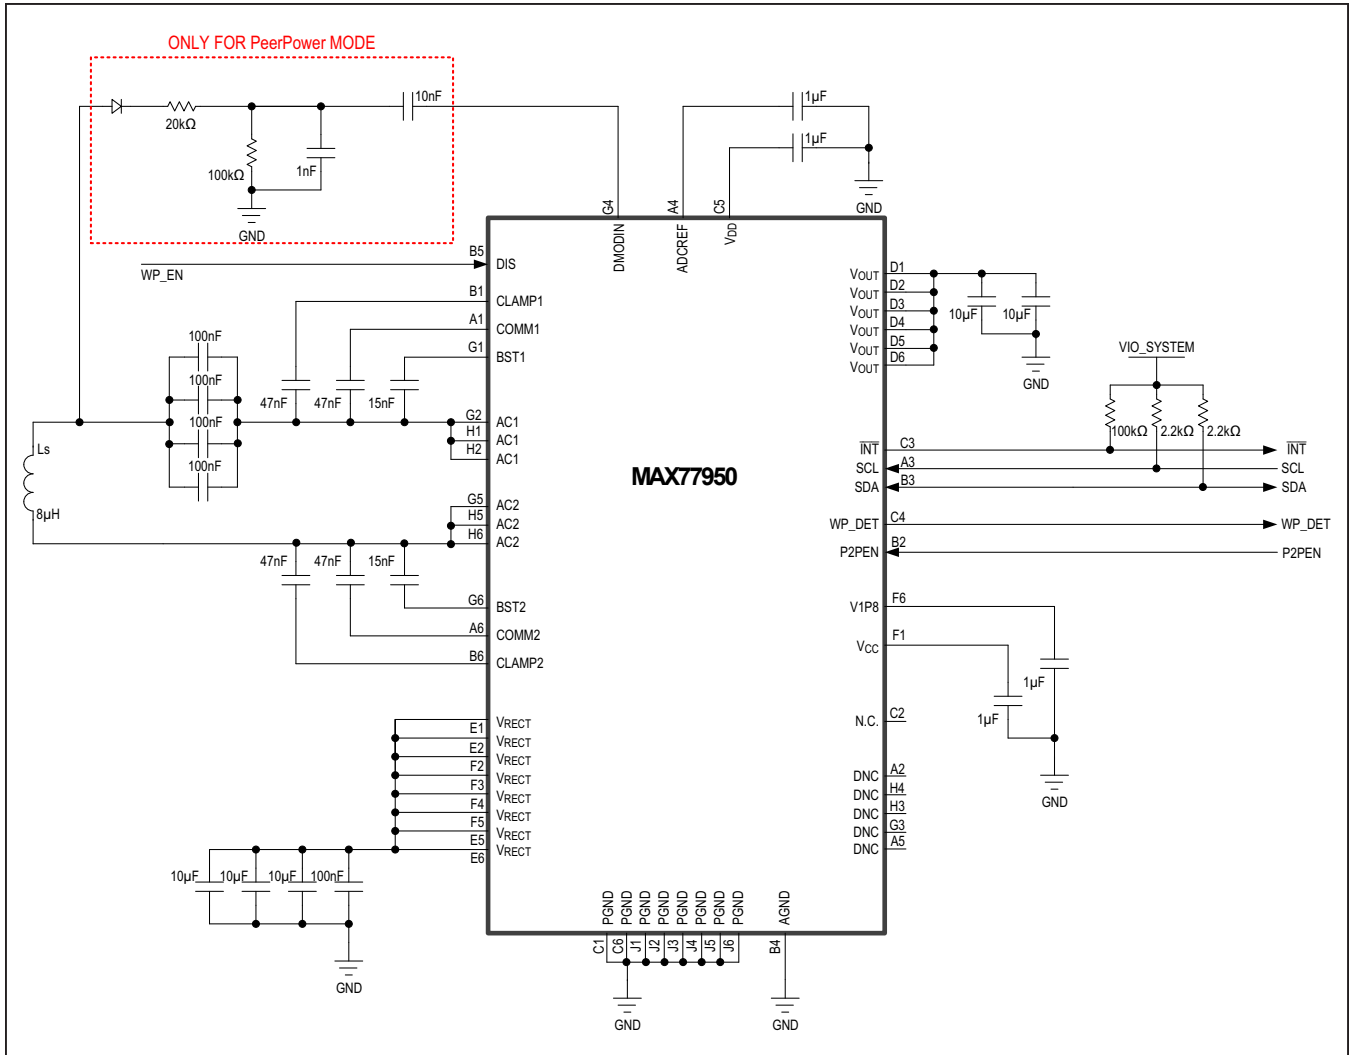 ONLY FOR PeerPower MODE
10nF
20kΩ
100kΩ
1nF
GND
1µF
1µF
GND
G4
A4
C5
DMODIN
ADCREF
VDD
WP_EN
B5
DIS
B1
CLAMP1
A1
COMM1
G1
BST1
100nF
100nF
100nF
100nF
47nF
47nF
15nF
G2
AC1
H1
AC1
H2
AC1
Ls
8µH
G5
AC2
H5
AC2
H6
AC2
47nF
47nF
15nF
G6
BST2
A6
COMM2
B6
CLAMP2
MAX77950
VRECT
E1
VRECT
E2
VRECT
F2
VRECT
F3
VRECT
F4
VRECT
F5
VRECT
E5
VRECT
E6
10µF
10µF
10µF
100nF
GND
VOUT
D1
VOUT
D2
VOUT
D3
VOUT
D4
VOUT
D5
VOUT
D6
10µF
10µF
GND
VIO_SYSTEM
100kΩ
2.2kΩ
2.2kΩ
INT
C3
INT
SCL
A3
SCL
SDA
B3
SDA
WP_DET
C4
WP_DET
P2PEN
B2
P2PEN
V1P8
F6
VCC
F1
1µF
1µF
GND
N.C.
C2
DNC
A2
DNC
H4
DNC
H3
DNC
G3
DNC
A5
PGND
PGND
PGND
PGND
PGND
PGND
PGND
PGND
AGND
C1
C6
J1
J2
J3
J4
J5
J6
B4
GND
GND